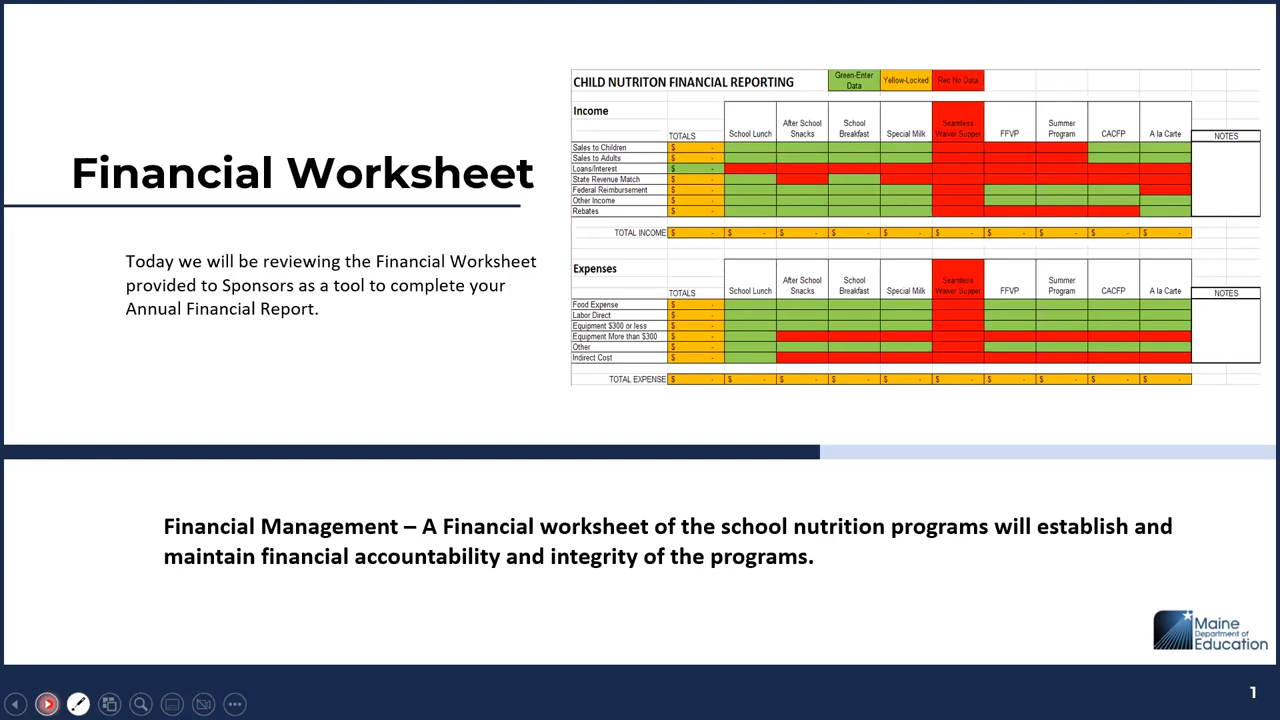 Financial Worksheet
Today we will be reviewing the Financial Worksheet
provided to Sponsors as a tool to complete your
Annual Financial Report.
CHILD NUTRITON FINANCIAL REPORTING
Green-Enter
Data
Yellow-Locked
Red No Data
Income
TOTALS
School Lunch
After School
Snacks
School
Breakfast
Special Milk
Seamless
Waiver Supper
FFVP
Summer
Program
CACFP
A la Carte
NOTES
Sales to Children $ -
Sales to Adults $ -
Loans/Interest $ -
State Revenue Match $ -
Federal Reimbursement $ -
Other Income $ -
Rebates $ -
TOTAL INCOME $ - $ - $ - $ - $ - $ - $ - $ - $ - $ -
Expenses
TOTALS
School Lunch
After School
Snacks
School
Breakfast
Special Milk
Seamless
Waiver Supper
FFVP
Summer
Program
CACFP
A la Carte
NOTES
Food Expense $ -
Labor Direct $ -
Equipment $300 or less $ -
Equipment More than $300 $ -
Other $ -
Indirect Cost $ -
TOTAL EXPENSE $ - $ - $ - $ - $ - $ - $ - $ - $ - $ -
Financial Management – A Financial worksheet of the school nutrition programs will establish and
maintain financial accountability and integrity of the programs.
Maine
Department of
Education
1